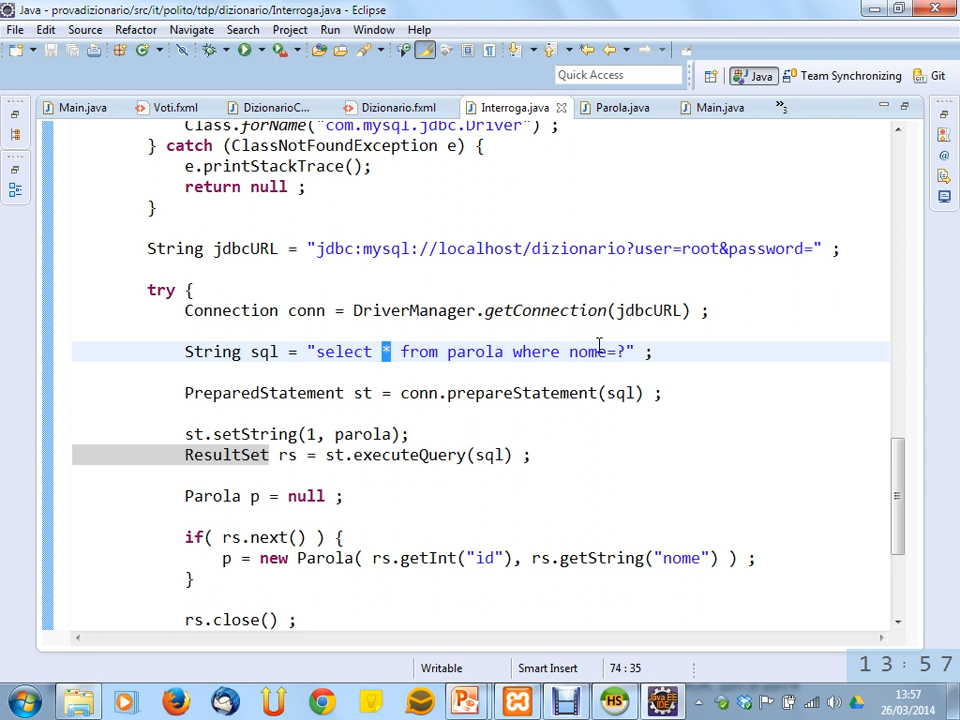 Java - provadizionario/src/it/polito/tdp/dizionario/Interroga.java - Eclipse
File Edit Source Refactor Navigate Search Project Run Window Help
Quick Access
Java
Team Synchronizing
Git
Main.java
Voti.fxml
DizionarioC...
Dizionario.fxml
Interroga.java
Parola.java
Main.java
»3
Class.forName("com.mysql.jdbc.Driver") ;
} catch (ClassNotFoundException e) {
e.printStackTrace();
return null ;
}
String jdbcURL = "jdbc:mysql://localhost/dizionario?user=root&password=" ;
try {
Connection conn = DriverManager.getConnection(jdbcURL) ;
String sql = "select * from parola where nome=?" ;
PreparedStatement st = conn.prepareStatement(sql) ;
st.setString(1, parola);
ResultSet rs = st.executeQuery(sql) ;
Parola p = null ;
if( rs.next() ) {
p = new Parola( rs.getInt("id"), rs.getString("nome") ) ;
}
rs.close() ;
Writable
Smart Insert
74 : 35
13:57
13:57
26/03/2014